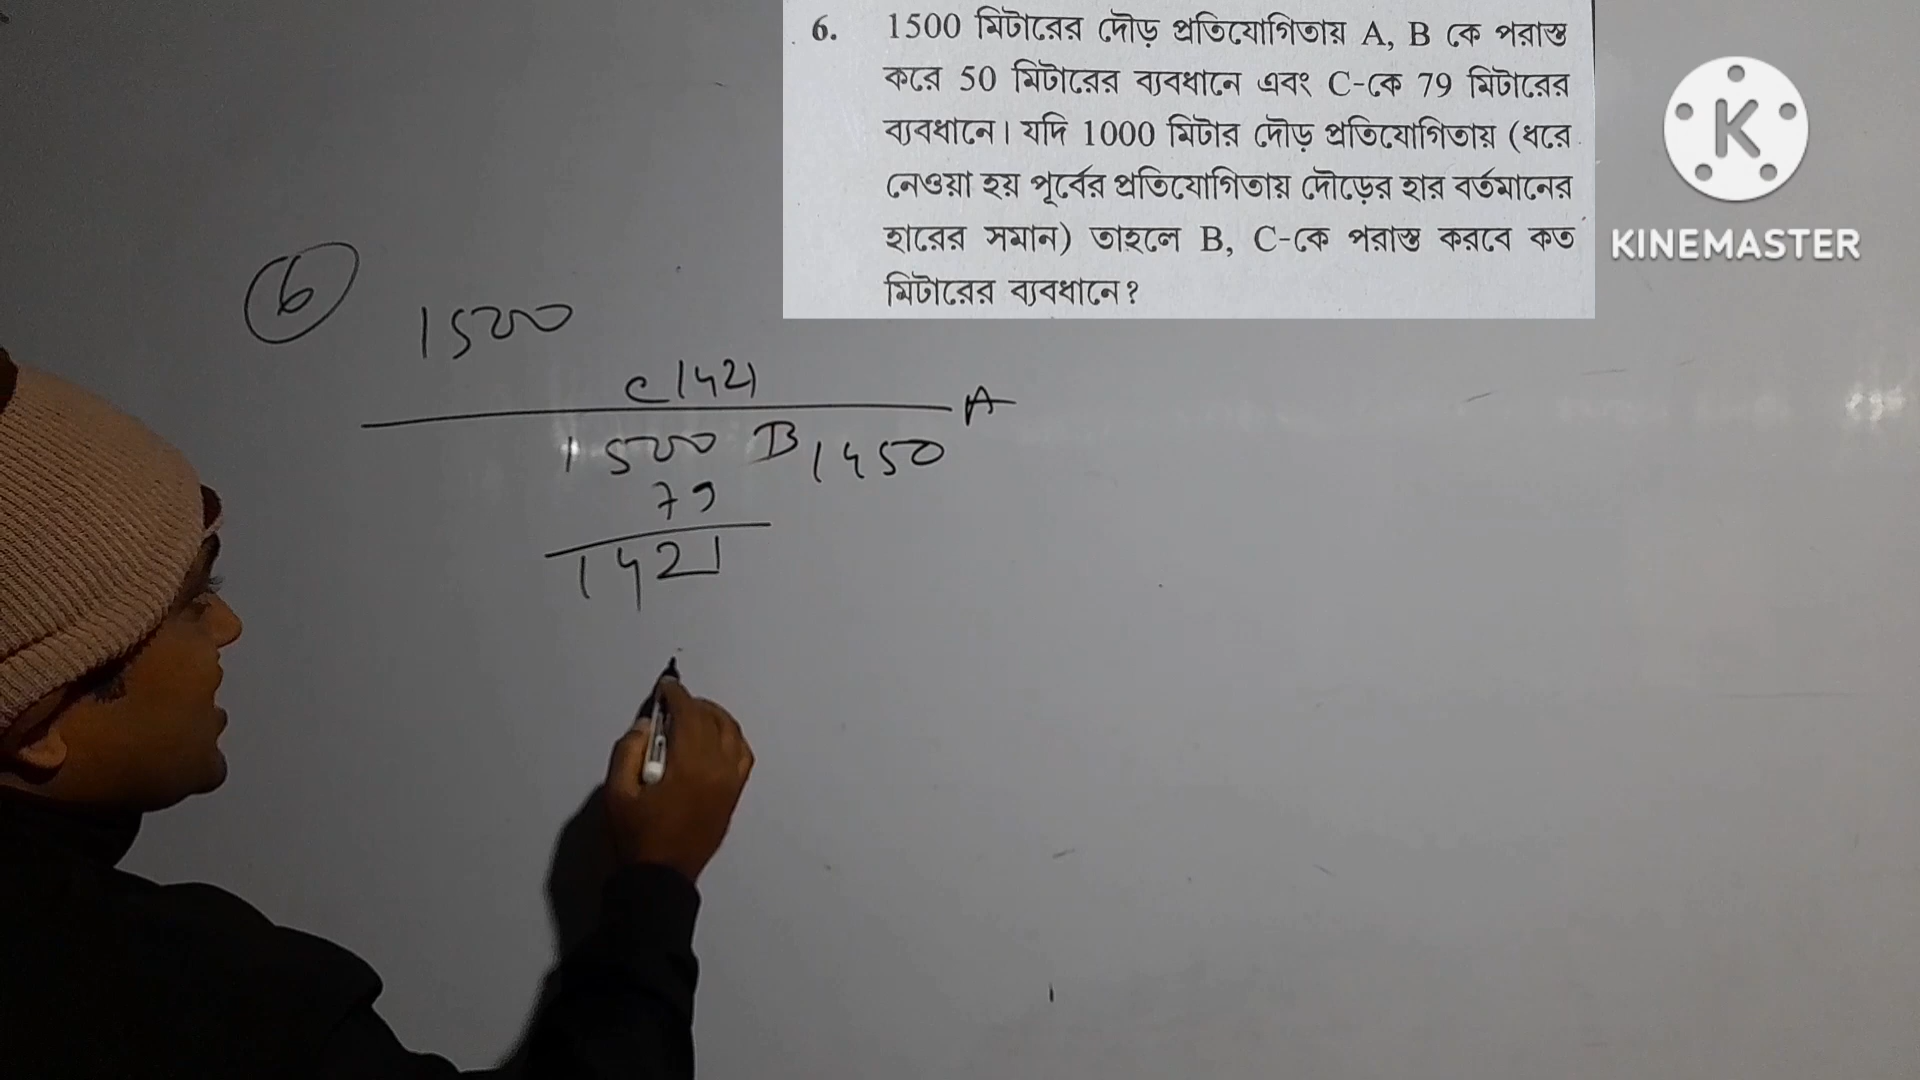 6. 1500 মিটারের দৌড় প্রতিযোগিতায় A, B কে পরাস্ত
করে 50 মিটারের ব্যবধানে এবং C-কে 79 মিটারের
ব্যবধানে। যদি 1000 মিটার দৌড় প্রতিযোগিতায় (ধরে
নেওয়া হয় পূর্বের প্রতিযোগিতায় দৌড়ের হার বর্তমানের
হারের সমান) তাহলে B, C-কে পরাস্ত করবে কত
মিটারের ব্যবধানে?
KINEMASTER
6
1500
C 1421
A
1500 B 1450
79
1421